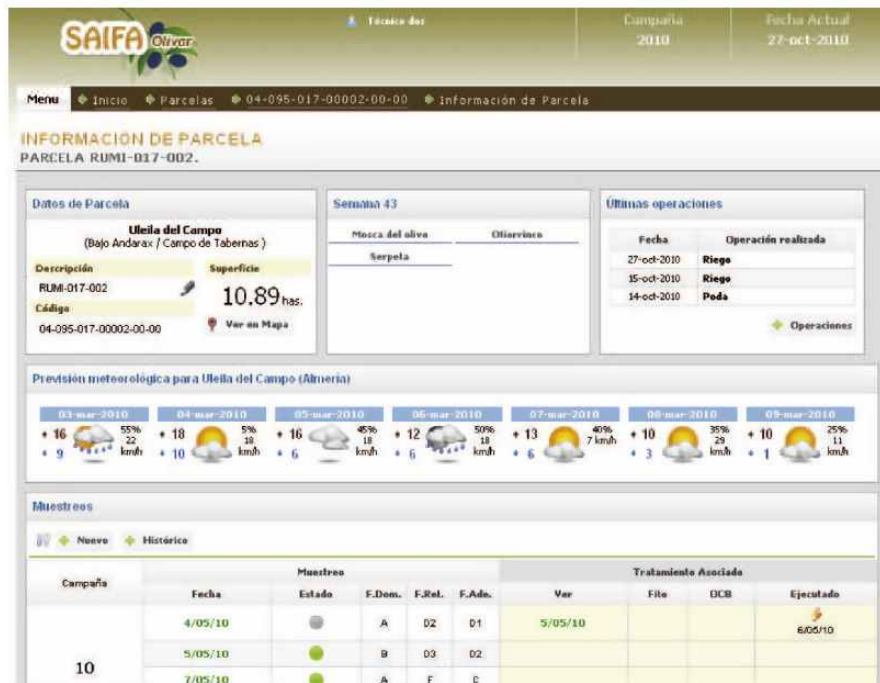 SAIFA Olivar
Técnico dos
Campaña
2010
Fecha Actual
27-oct-2010
Menu Inicio Parcelas 04-095-017-00002-00-00 Información de Parcela
INFORMACIÓN DE PARCELA
PARCELA RUMI-017-002.
Datos de Parcela
Uleila del Campo
(Bajo Andarax / Campo de Tabernas )
Descripción Superficie
RUMI-017-002
10.89 has.
Código
04-095-017-00002-00-00
Ver en Mapa
Semana 43
Mosca del olivo Otiorrinco
Serpeta
Últimas operaciones
Fecha Operación realizada
27-oct-2010 Riego
15-oct-2010 Riego
14-oct-2010 Poda
Operaciones
Previsión meteorológica para Uleila del Campo (Almería)
03-mar-2010 04-mar-2010 05-mar-2010 06-mar-2010 07-mar-2010 08-mar-2010 09-mar-2010
16 55% 18 5% 16 45% 12 50% 13 40% 10 35% 10 25%
9 22 km/h 10 18 km/h 6 18 km/h 6 18 km/h 6 7 km/h 3 29 km/h 1 11 km/h
Muestreos
Nuevo Histórico
Campaña Muestreo Tratamiento Asociado
Fecha Estado F.Dom. F.Rel. F.Ade. Ver Fito OCB Ejecutado
4/05/10 A D2 D1 5/05/10 6/05/10
5/05/10 B D3 D2
10
7/05/10 A F C